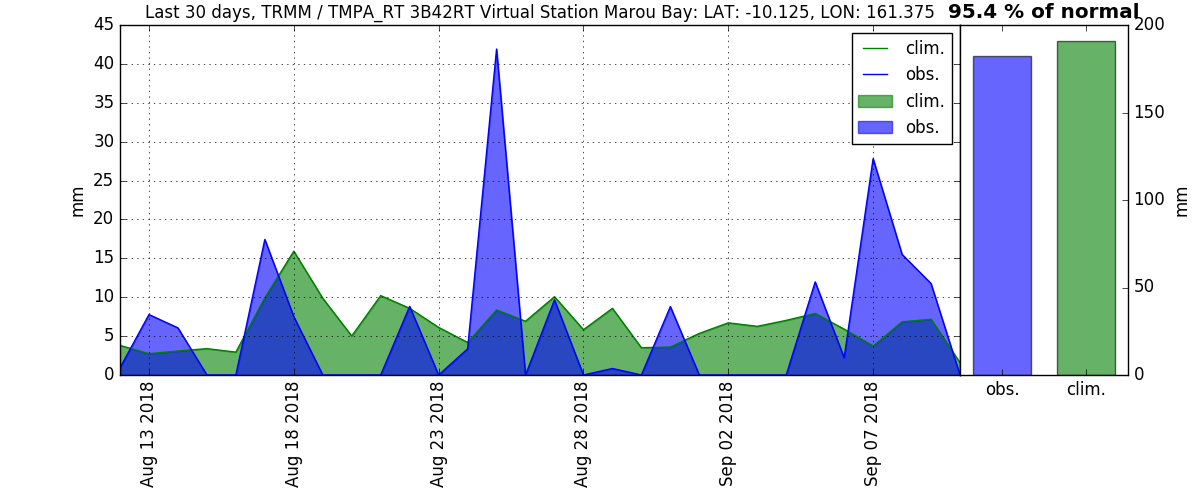 Last 30 days, TRMM / TMPA_RT 3B42RT Virtual Station Marou Bay: LAT: -10.125, LON: 161.375 95.4 % of normal
45
40
35
30
25
20
15
10
5
0
mm
clim.
obs.
clim.
obs.
200
150
100
50
0
mm
obs. clim.
Aug 13 2018
Aug 18 2018
Aug 23 2018
Aug 28 2018
Sep 02 2018
Sep 07 2018